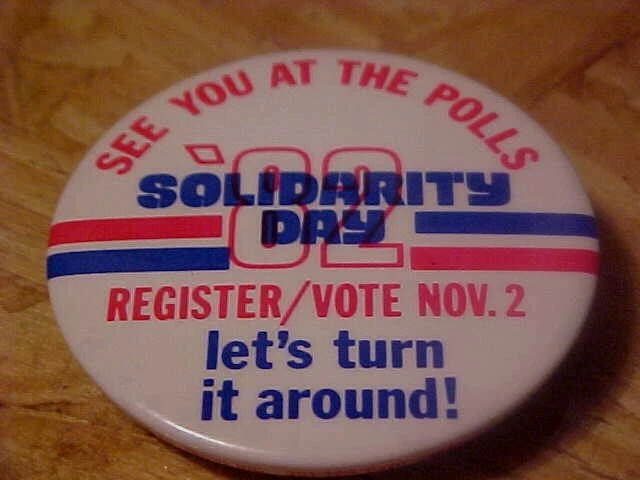 SEE YOU AT THE POLLS
'82
SOLIDARITY
DAY
REGISTER/VOTE NOV. 2
let's turn
it around!